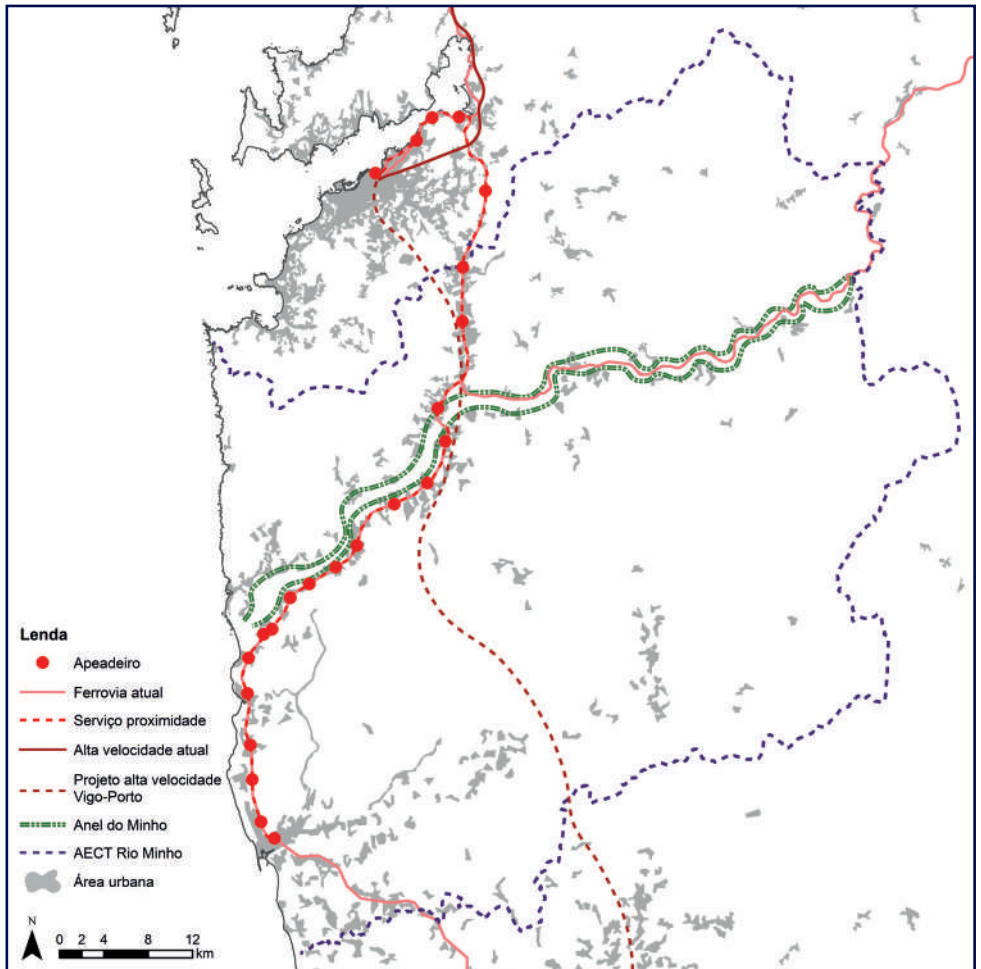 Lenda
Apeadeiro
Ferrovia atual
Serviço proximidade
Alta velocidade atual
Projeto alta velocidade
Vigo-Porto
Anel do Minho
AECT Rio Minho
Área urbana
N
0 2 4 8 12
km